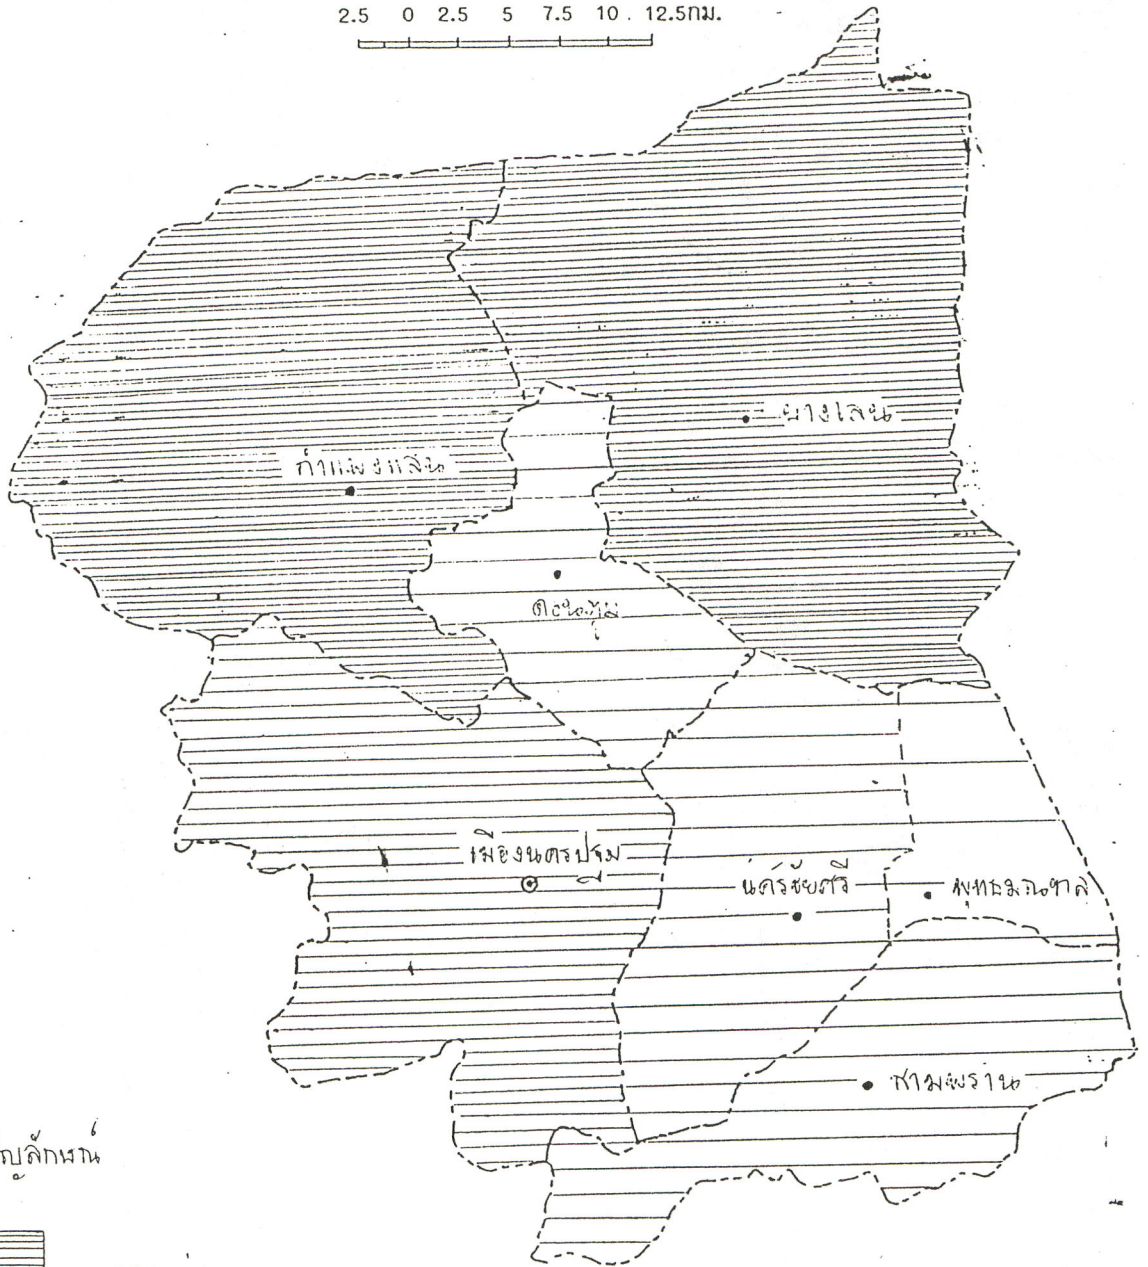 2.5 0 2.5 5 7.5 10 12.5กม.
บางเลน
กำแพงแสน
ดอนตูม
เมืองนครปฐม
นครชัยศรี
พุทธมณฑล
สามพราน